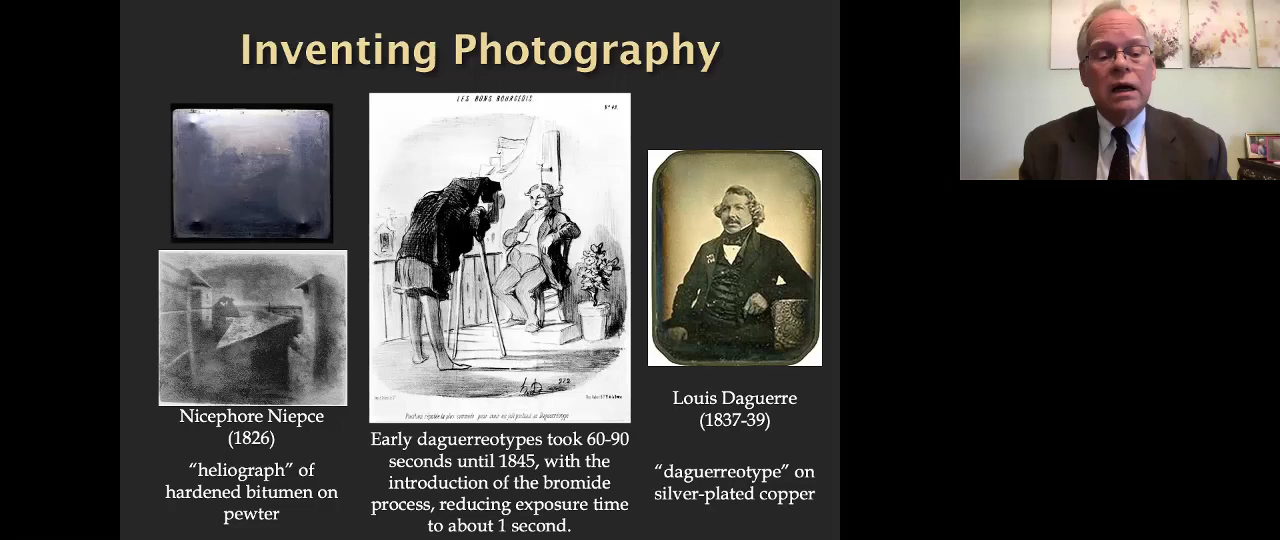 Inventing Photography
LES BONS BOURGEOIS.
Nicephore Niepce
(1826)
“heliograph” of
hardened bitumen on
pewter
Early daguerreotypes took 60-90
seconds until 1845, with the
introduction of the bromide
process, reducing exposure time
to about 1 second.
Louis Daguerre
(1837-39)
“daguerreotype” on
silver-plated copper